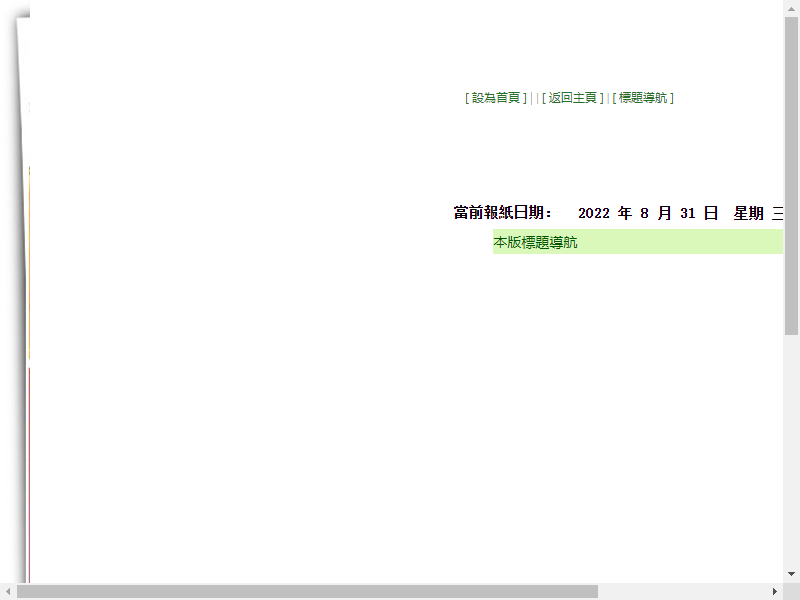 [ 設為首頁 ] | | [ 返回主頁 ] | [ 標題導航 ]
當前報紙日期： 2022 年 8 月 31 日 星期 三
本版標題導航